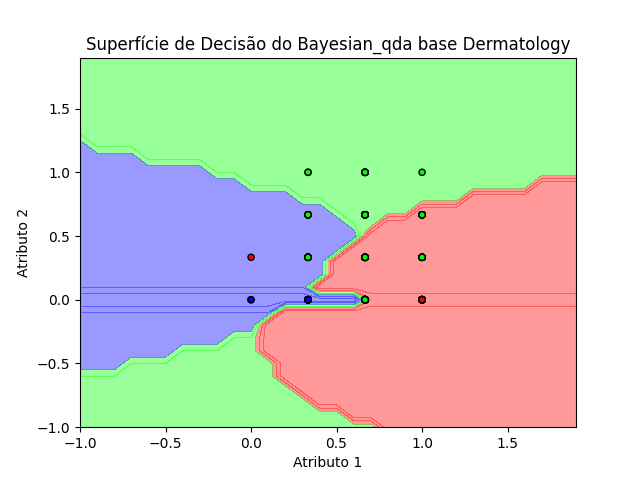 Superfície de Decisão do Bayesian_qda base Dermatology
1.5
1.0
0.5
0.0
−0.5
−1.0
Atributo 2
−1.0 −0.5 0.0 0.5 1.0 1.5
Atributo 1